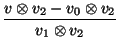 v ⊗ v₂ − v₀ ⊗ v₂
v₁ ⊗ v₂